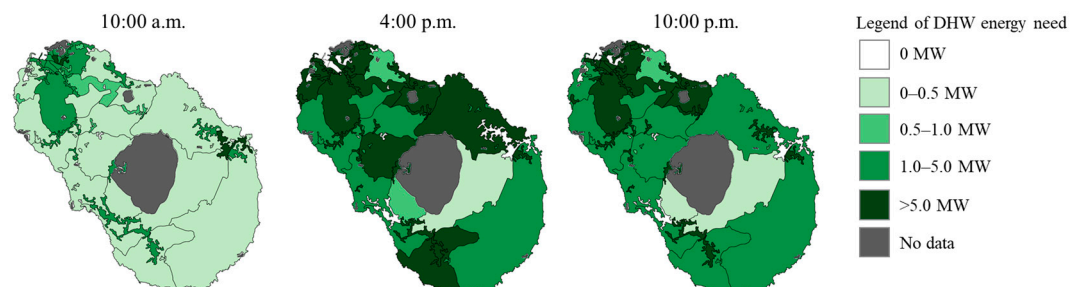 10:00 a.m.
4:00 p.m.
10:00 p.m.
Legend of DHW energy need
0 MW
0–0.5 MW
0.5–1.0 MW
1.0–5.0 MW
>5.0 MW
No data